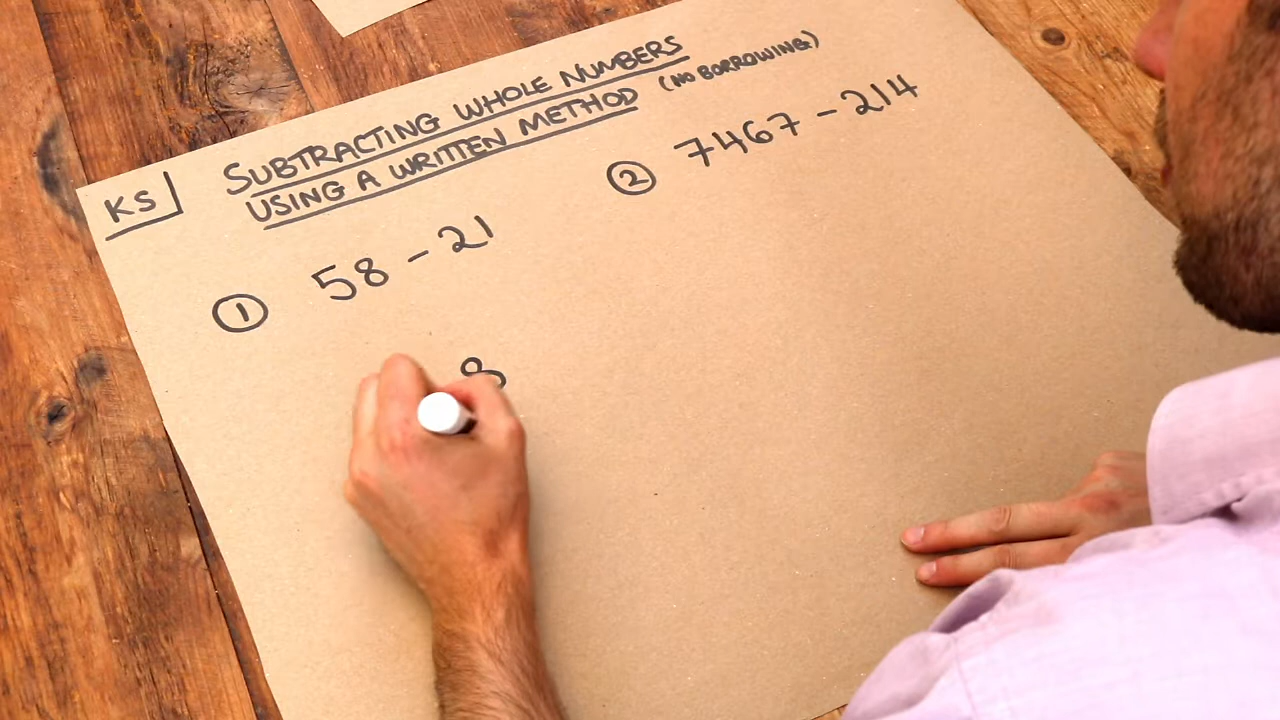 KS
SUBTRACTING WHOLE NUMBERS
USING A WRITTEN METHOD (NO BORROWING)
① 58 - 21
② 7467 - 214
8